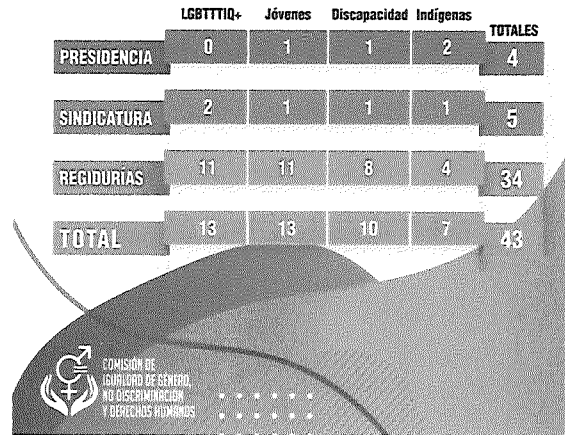 LGBTTTIQ+ Jóvenes Discapacidad Indígenas TOTALES
PRESIDENCIA 0 1 1 2 4
SINDICATURA 2 1 1 1 5
REGIDURÍAS 11 11 8 4 34
TOTAL 13 13 10 7 43
COMISIÓN DE
IGUALDAD DE GÉNERO,
NO DISCRIMINACIÓN
Y DERECHOS HUMANOS